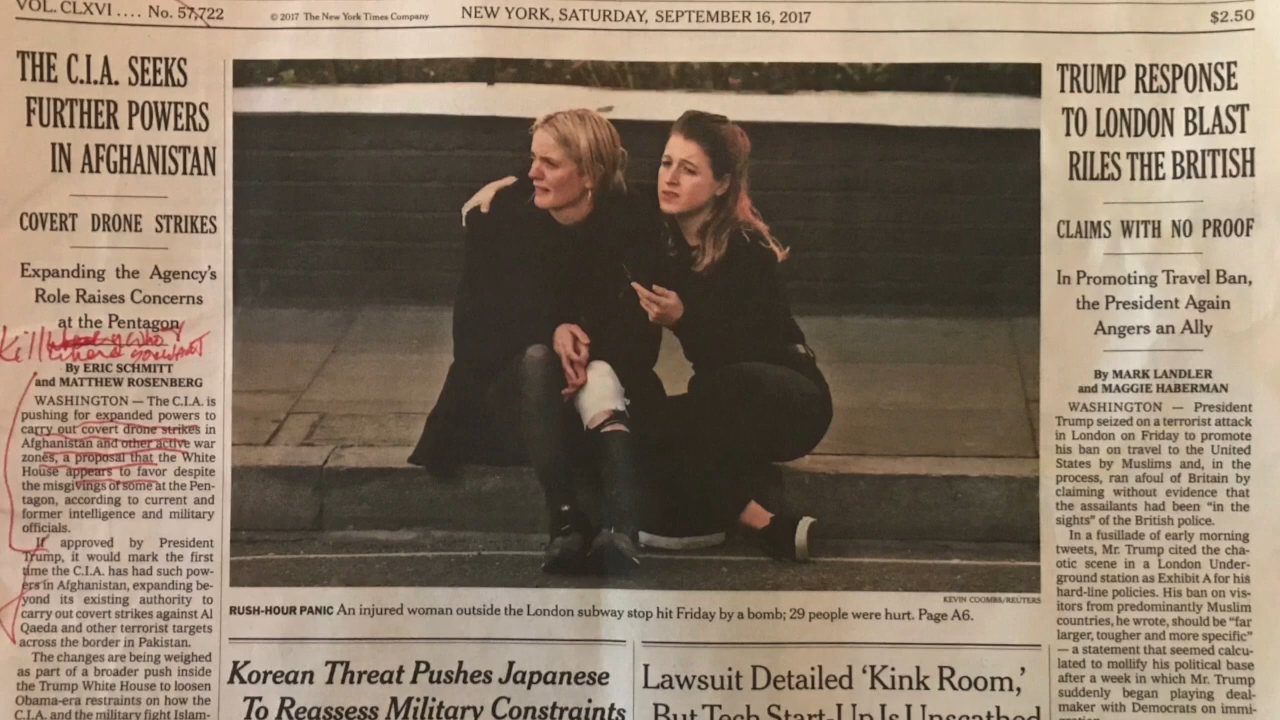 VOL. CLXVI .... No. 57,722
© 2017 The New York Times Company
NEW YORK, SATURDAY, SEPTEMBER 16, 2017
$2.50
THE C.I.A. SEEKS
FURTHER POWERS
IN AFGHANISTAN
COVERT DRONE STRIKES
Expanding the Agency's
Role Raises Concerns
at the Pentagon
Kill
who
By ERIC SCHMITT
and MATTHEW ROSENBERG
WASHINGTON — The C.I.A. is
pushing for expanded powers to
carry out covert drone strikes in
Afghanistan and other active war
zones, a proposal that the White
House appears to favor despite
the misgivings of some at the Pen-
tagon, according to current and
former intelligence and military
officials.
If approved by President
Trump, it would mark the first
time the C.I.A. has had such pow-
ers in Afghanistan, expanding be-
yond its existing authority to
carry out covert strikes against Al
Qaeda and other terrorist targets
across the border in Pakistan.
The changes are being weighed
as part of a broader push inside
the Trump White House to loosen
Obama-era restraints on how the
C.I.A. and the military fight Islam-
KEVIN COOMBS/REUTERS
RUSH-HOUR PANIC An injured woman outside the London subway stop hit Friday by a bomb; 29 people were hurt. Page A6.
Korean Threat Pushes Japanese
To Reassess Military Constraints
Lawsuit Detailed ‘Kink Room,’
But Tech Start-Up Is Unscathed
TRUMP RESPONSE
TO LONDON BLAST
RILES THE BRITISH
CLAIMS WITH NO PROOF
In Promoting Travel Ban,
the President Again
Angers an Ally
By MARK LANDLER
and MAGGIE HABERMAN
WASHINGTON — President
Trump seized on a terrorist attack
in London on Friday to promote
his ban on travel to the United
States by Muslims and, in the
process, ran afoul of Britain by
claiming without evidence that
the assailants had been “in the
sights” of the British police.
In a fusillade of early morning
tweets, Mr. Trump cited the cha-
otic scene in a London Under-
ground station as Exhibit A for his
hard-line policies. His ban on vis-
itors from predominantly Muslim
countries, he wrote, should be “far
larger, tougher and more specific”
— a statement that seemed calcu-
lated to mollify his political base
after a week in which Mr. Trump
suddenly began playing deal-
maker with Democrats on immi-